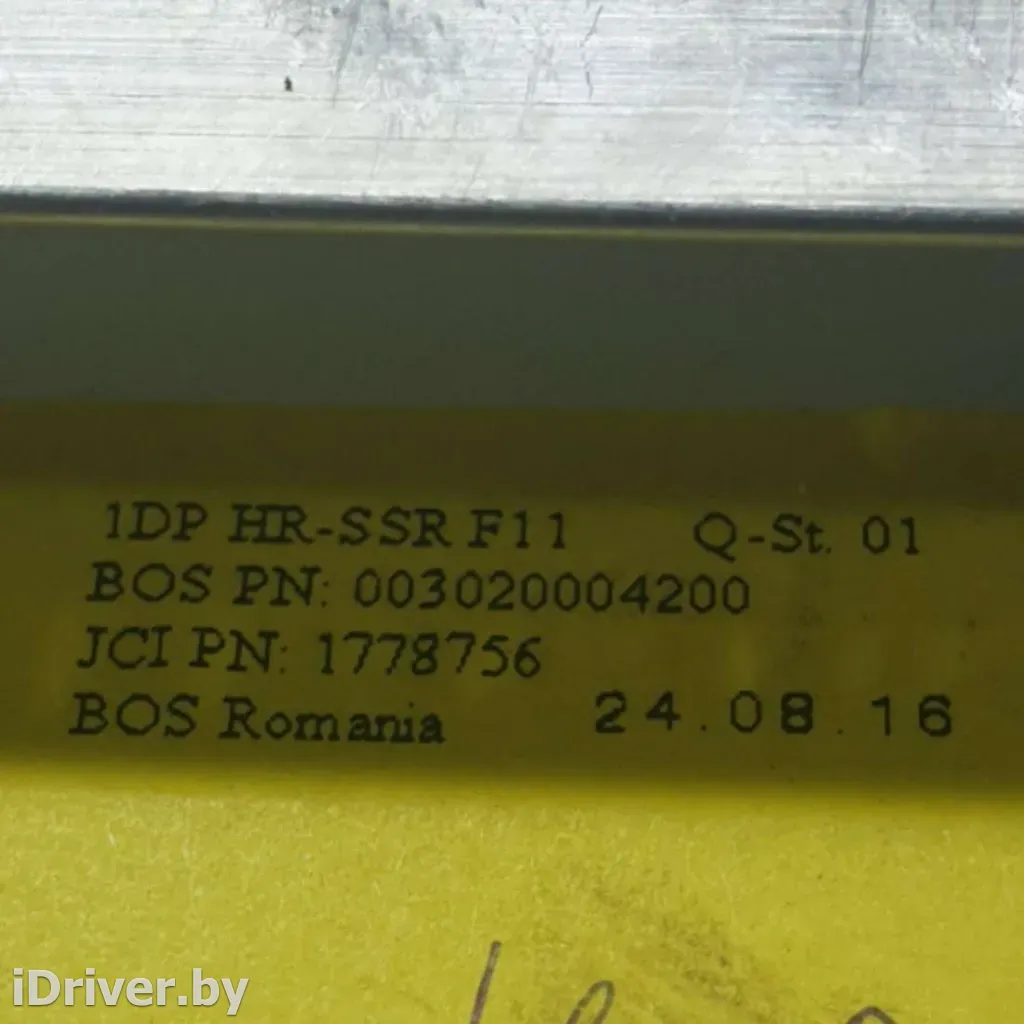 1DP HR-SSR F11 Q-St. 01
BOS PN: 003020004200
JCI PN: 1778756
BOS Romania 24.08.16
iDriver.by